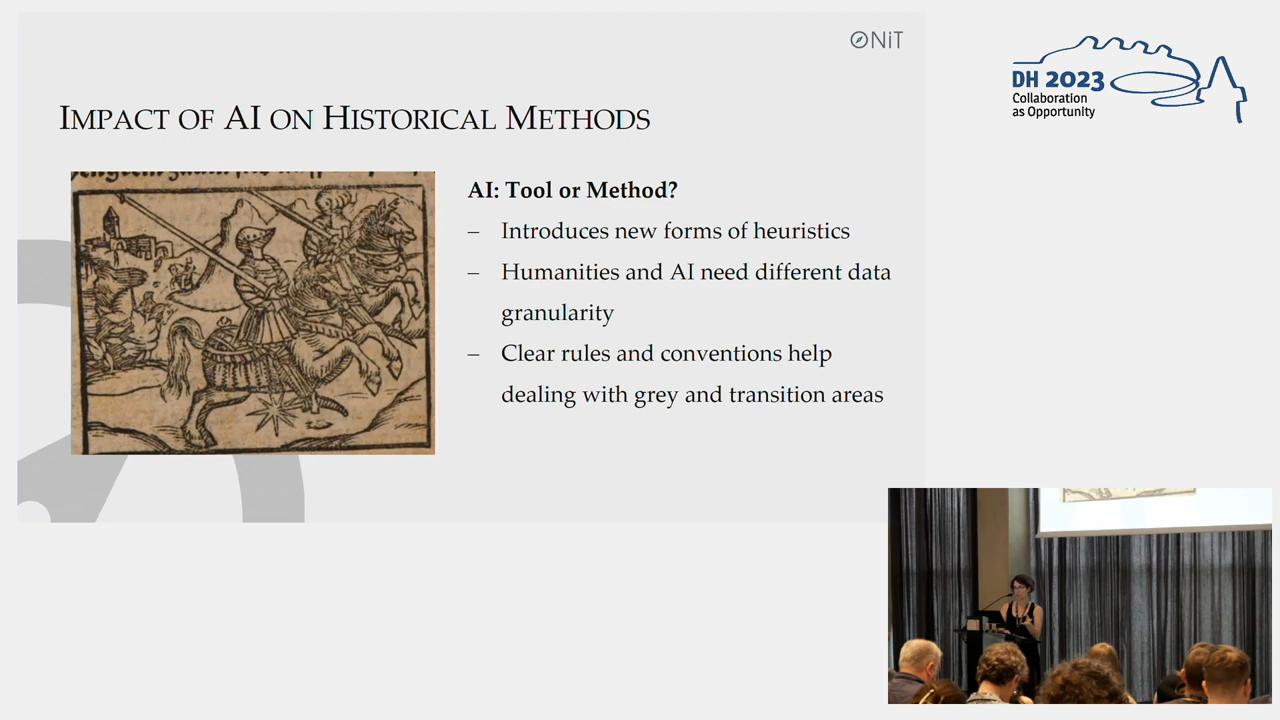 ONiT
DH 2023
Collaboration
as Opportunity
IMPACT OF AI ON HISTORICAL METHODS
AI: Tool or Method?
– Introduces new forms of heuristics
– Humanities and AI need different data
granularity
– Clear rules and conventions help
dealing with grey and transition areas